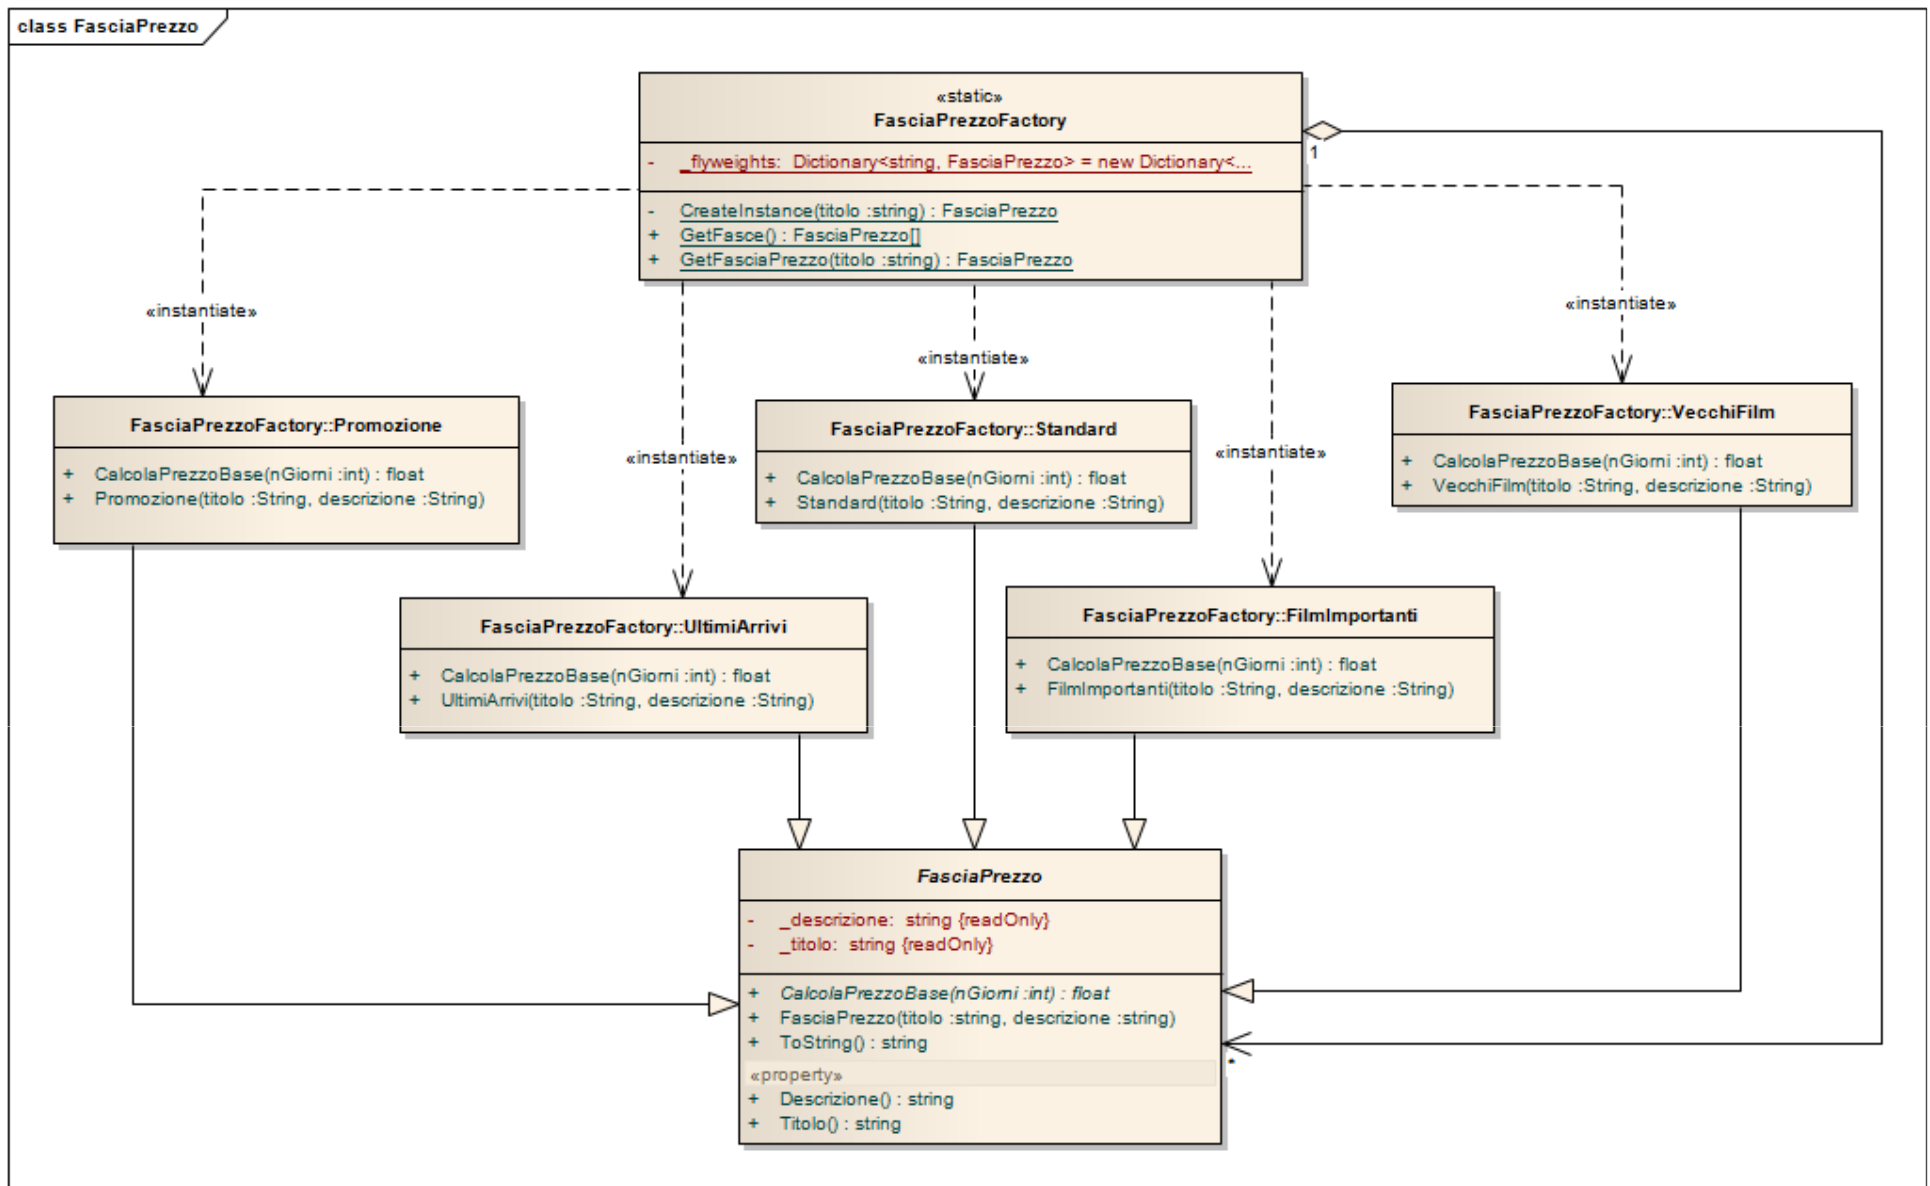 class FasciaPrezzo
«static»
FasciaPrezzoFactory
- _flyweights: Dictionary<string, FasciaPrezzo> = new Dictionary<...
- CreateInstance(titolo :string) : FasciaPrezzo
+ GetFasce() : FasciaPrezzo[]
+ GetFasciaPrezzo(titolo :string) : FasciaPrezzo
1
«instantiate»
«instantiate»
«instantiate»
«instantiate»
«instantiate»
FasciaPrezzoFactory::Promozione
+ CalcolaPrezzoBase(nGiorni :int) : float
+ Promozione(titolo :String, descrizione :String)
FasciaPrezzoFactory::Standard
+ CalcolaPrezzoBase(nGiorni :int) : float
+ Standard(titolo :String, descrizione :String)
FasciaPrezzoFactory::VecchiFilm
+ CalcolaPrezzoBase(nGiorni :int) : float
+ VecchiFilm(titolo :String, descrizione :String)
FasciaPrezzoFactory::UltimiArrivi
+ CalcolaPrezzoBase(nGiorni :int) : float
+ UltimiArrivi(titolo :String, descrizione :String)
FasciaPrezzoFactory::FilmImportanti
+ CalcolaPrezzoBase(nGiorni :int) : float
+ FilmImportanti(titolo :String, descrizione :String)
FasciaPrezzo
- _descrizione: string {readOnly}
- _titolo: string {readOnly}
+ CalcolaPrezzoBase(nGiorni :int) : float
+ FasciaPrezzo(titolo :string, descrizione :string)
+ ToString() : string
*
«property»
+ Descrizione() : string
+ Titolo() : string